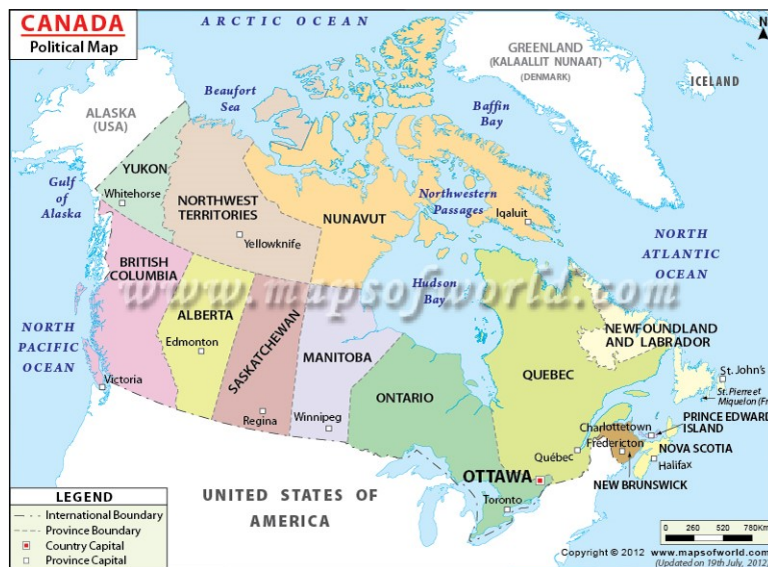 CANADA
Political Map
ARCTIC OCEAN
N
GREENLAND
(KALAALLIT NUNAAT)
(DENMARK)
ICELAND
Beaufort
Sea
Baffin
Bay
ALASKA
(USA)
YUKON
Whitehorse
Gulf
of
Alaska
NORTHWEST
TERRITORIES
Yellowknife
NUNAVUT
Northwestern
Passages
Iqaluit
NORTH
ATLANTIC
OCEAN
BRITISH
COLUMBIA
Hudson
Bay
www.mapsofworld.com
ALBERTA
Edmonton
SASKATCHEWAN
Regina
MANITOBA
Winnipeg
NORTH
PACIFIC
OCEAN
Victoria
ONTARIO
QUEBEC
NEWFOUNDLAND
AND LABRADOR
St. John's
St. Pierre et
Miquelon (Fr
PRINCE EDWARD
ISLAND
Charlottetown
Fredericton
NOVA SCOTIA
Halifax
Québec
NEW BRUNSWICK
OTTAWA
Toronto
UNITED STATES OF
AMERICA
LEGEND
International Boundary
Province Boundary
Country Capital
Province Capital
0 260 520 780Km
Copyright © 2012 www.mapsofworld.com
(Updated on 19th July, 2012)